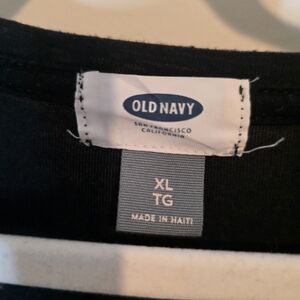 OLD NAVY
SAN FRANCISCO
CALIFORNIA
XL
TG
MADE IN HAITI